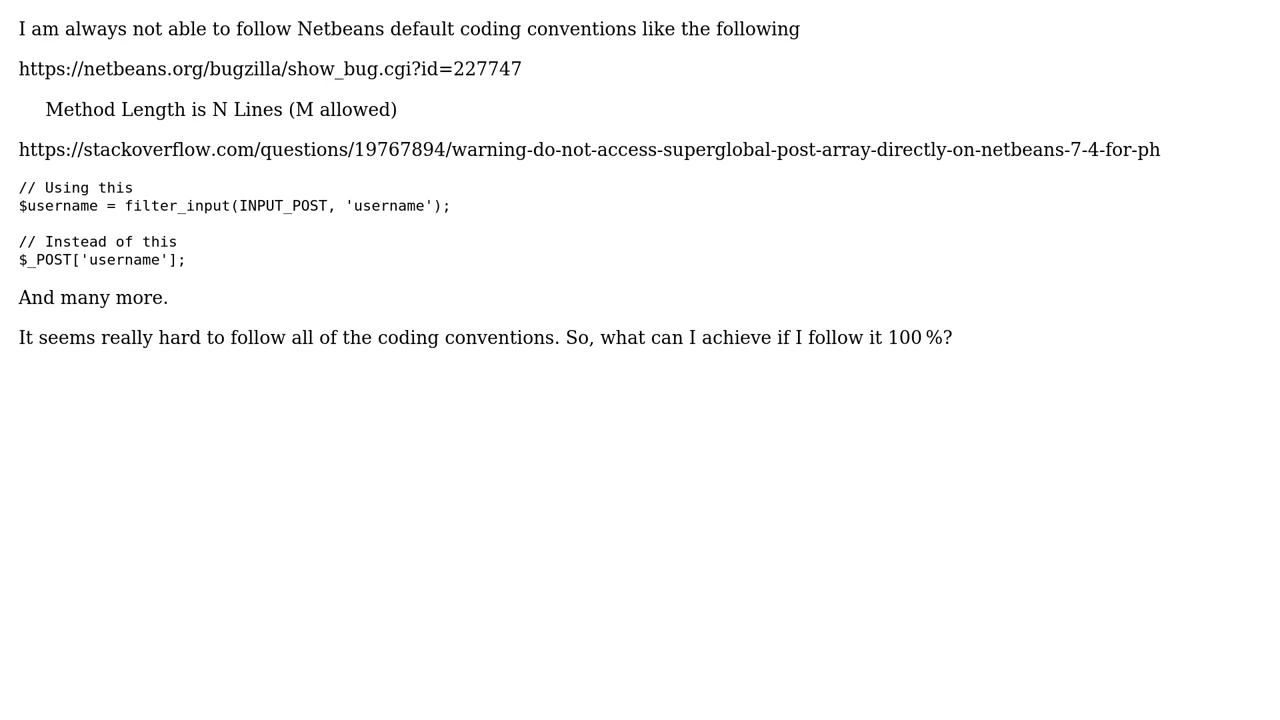 I am always not able to follow Netbeans default coding conventions like the following
https://netbeans.org/bugzilla/show_bug.cgi?id=227747
Method Length is N Lines (M allowed)
https://stackoverflow.com/questions/19767894/warning-do-not-access-superglobal-post-array-directly-on-netbeans-7-4-for-ph
// Using this
$username = filter_input(INPUT_POST, 'username');
// Instead of this
$_POST['username'];
And many more.
It seems really hard to follow all of the coding conventions. So, what can I achieve if I follow it 100 %?